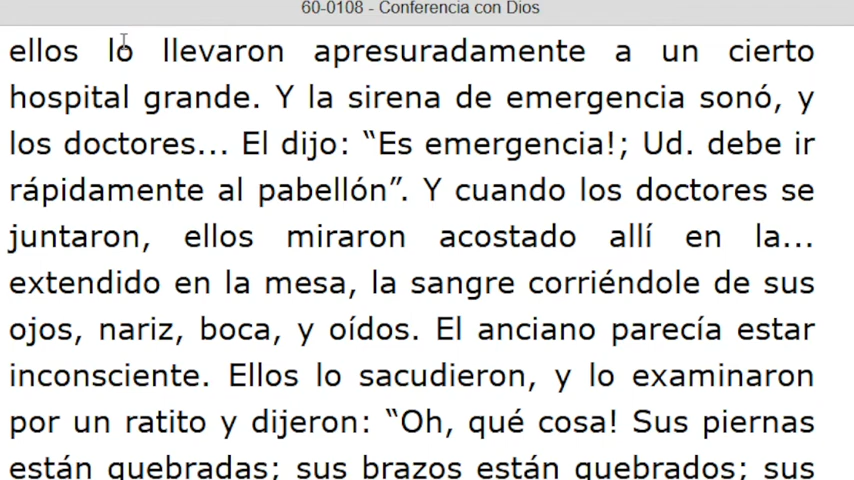 60-0108 - Conferencia con Dios
ellos lo llevaron apresuradamente a un cierto
hospital grande. Y la sirena de emergencia sonó, y
los doctores... El dijo: “Es emergencia!; Ud. debe ir
rápidamente al pabellón”. Y cuando los doctores se
juntaron, ellos miraron acostado allí en la...
extendido en la mesa, la sangre corriéndole de sus
ojos, nariz, boca, y oídos. El anciano parecía estar
inconsciente. Ellos lo sacudieron, y lo examinaron
por un ratito y dijeron: “Oh, qué cosa! Sus piernas
están quebradas; sus brazos están quebrados; sus